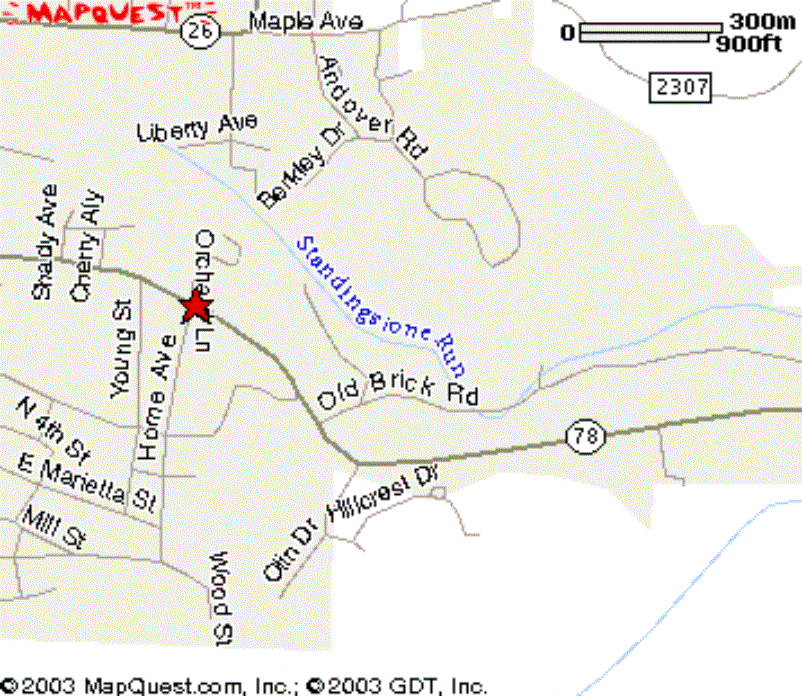 MAPQUEST™
26
Maple Ave
0
300m
900ft
2307
Andover Rd
Liberty Ave
Berkley Dr
Shady Ave
Cherry Aly
Orchard Ln
Standingstone Run
Young St
Home Ave
Old Brick Rd
N 4th St
78
E Marietta St
Hillcrest Dr
Mill St
Olin Dr
Wood St
©2003 MapQuest.com, Inc.; ©2003 GDT, Inc.